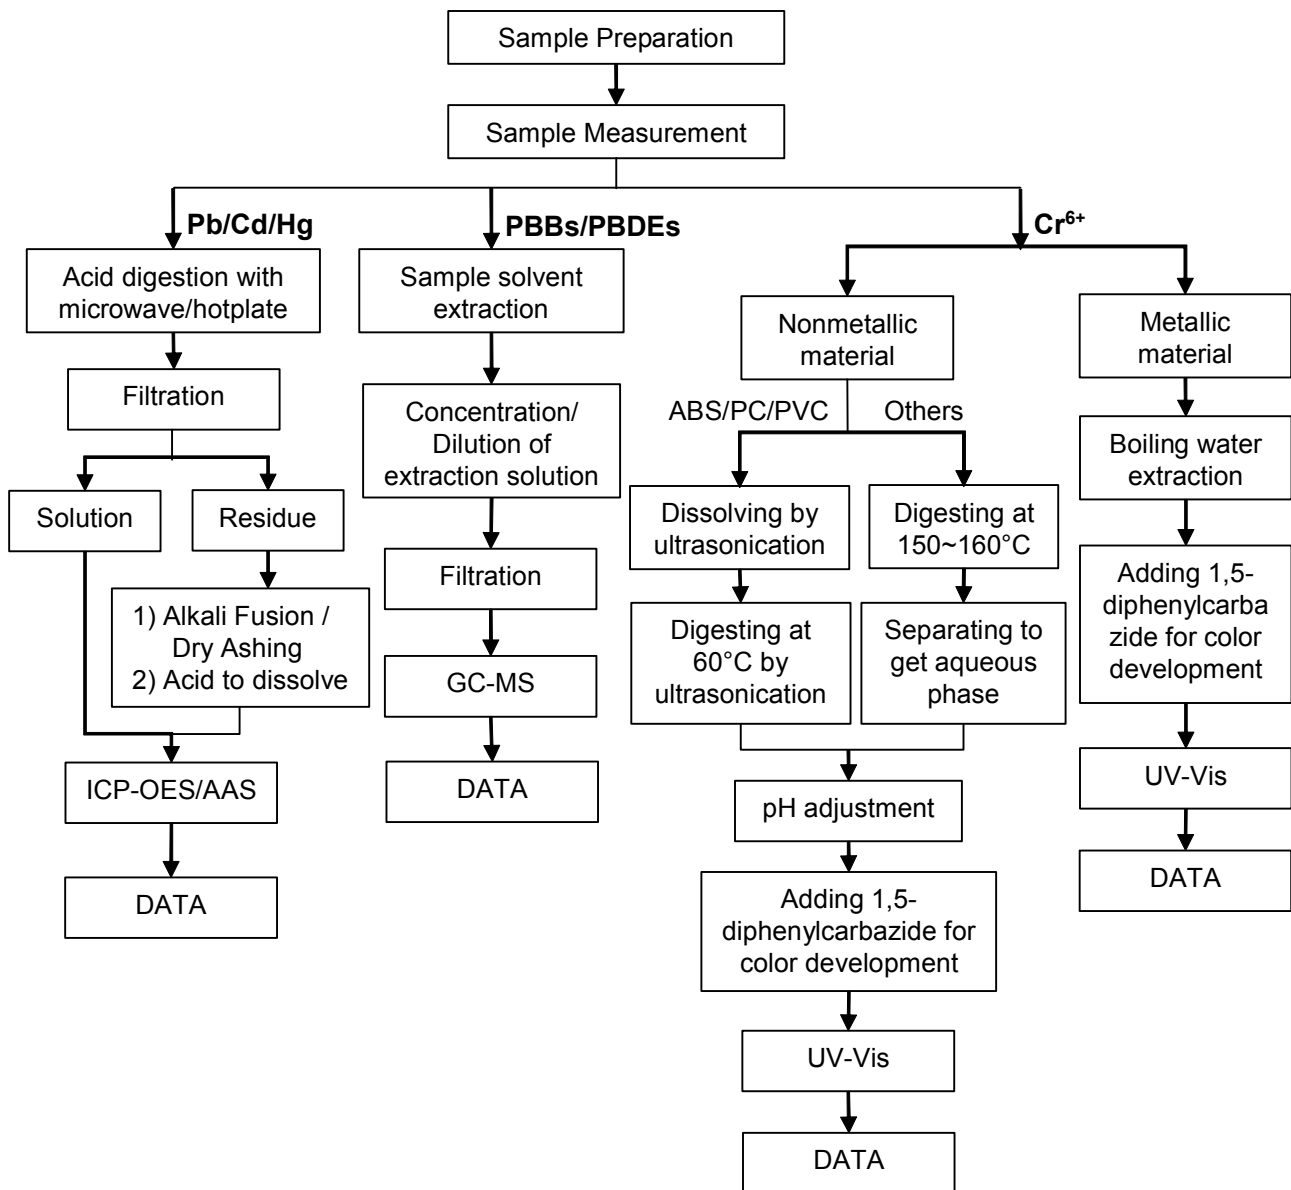 Sample Preparation
Sample Measurement
Pb/Cd/Hg
PBBs/PBDEs
Cr⁶⁺
Acid digestion with
microwave/hotplate
Filtration
Solution
Residue
1) Alkali Fusion /
Dry Ashing
2) Acid to dissolve
ICP-OES/AAS
DATA
Sample solvent
extraction
Concentration/
Dilution of
extraction solution
Filtration
GC-MS
DATA
Nonmetallic
material
ABS/PC/PVC
Others
Dissolving by
ultrasonication
Digesting at
60°C by
ultrasonication
Digesting at
150~160°C
Separating to
get aqueous
phase
pH adjustment
Adding 1,5-
diphenylcarbazide for
color development
UV-Vis
DATA
Metallic
material
Boiling water
extraction
Adding 1,5-
diphenylcarba
zide for color
development
UV-Vis
DATA